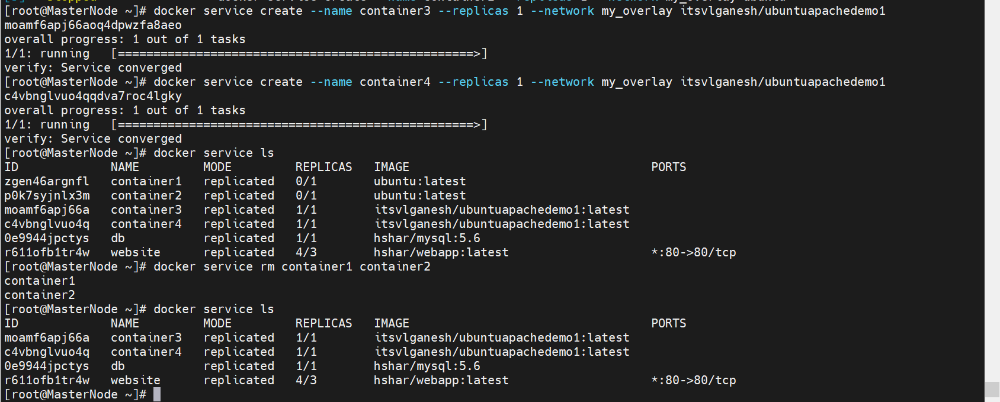 [root@MasterNode ~]# docker service create --name container3 --replicas 1 --network my_overlay itsvlganesh/ubuntuapachedemo1
moamf6apj66aoq4dpwzfa8aeo
overall progress: 1 out of 1 tasks
1/1: running   [==================================================>]
verify: Service converged
[root@MasterNode ~]# docker service create --name container4 --replicas 1 --network my_overlay itsvlganesh/ubuntuapachedemo1
c4vbnglvuo4qqdva7roc4lgky
overall progress: 1 out of 1 tasks
1/1: running   [==================================================>]
verify: Service converged
[root@MasterNode ~]# docker service ls
ID             NAME         MODE         REPLICAS   IMAGE                                  PORTS
zgen46argnfl   container1   replicated   0/1        ubuntu:latest
p0k7syjnlx3m   container2   replicated   0/1        ubuntu:latest
moamf6apj66a   container3   replicated   1/1        itsvlganesh/ubuntuapachedemo1:latest
c4vbnglvuo4q   container4   replicated   1/1        itsvlganesh/ubuntuapachedemo1:latest
0e9944jpctys   db           replicated   1/1        hshar/mysql:5.6
r611ofb1tr4w   website      replicated   4/3        hshar/webapp:latest                    *:80->80/tcp
[root@MasterNode ~]# docker service rm container1 container2
container1
container2
[root@MasterNode ~]# docker service ls
ID             NAME         MODE         REPLICAS   IMAGE                                  PORTS
moamf6apj66a   container3   replicated   1/1        itsvlganesh/ubuntuapachedemo1:latest
c4vbnglvuo4q   container4   replicated   1/1        itsvlganesh/ubuntuapachedemo1:latest
0e9944jpctys   db           replicated   1/1        hshar/mysql:5.6
r611ofb1tr4w   website      replicated   4/3        hshar/webapp:latest                    *:80->80/tcp
[root@MasterNode ~]#